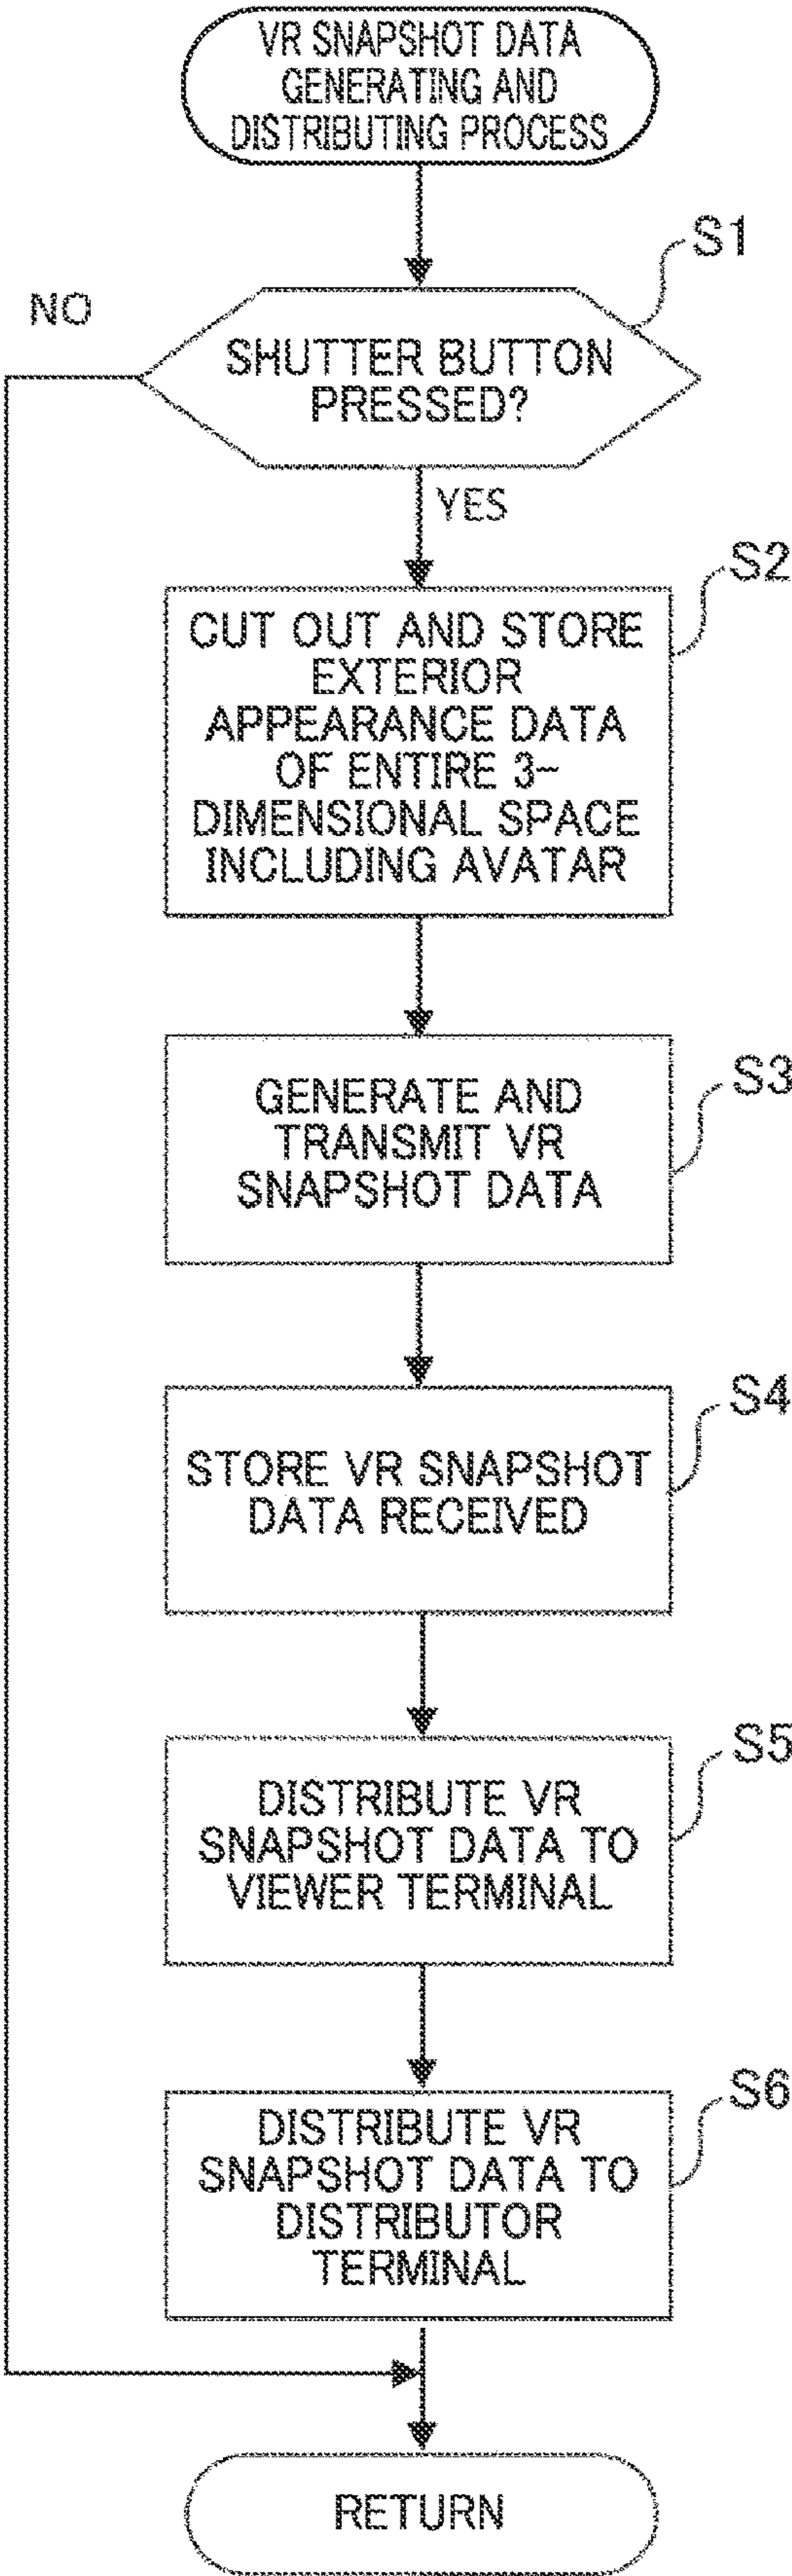 VR SNAPSHOT DATA
GENERATING AND
DISTRIBUTING PROCESS
S1
NO
SHUTTER BUTTON
PRESSED?
YES
S2
CUT OUT AND STORE
EXTERIOR
APPEARANCE DATA
OF ENTIRE 3-
DIMENSIONAL SPACE
INCLUDING AVATAR
S3
GENERATE AND
TRANSMIT VR
SNAPSHOT DATA
S4
STORE VR SNAPSHOT
DATA RECEIVED
S5
DISTRIBUTE VR
SNAPSHOT DATA TO
VIEWER TERMINAL
S6
DISTRIBUTE VR
SNAPSHOT DATA TO
DISTRIBUTOR
TERMINAL
RETURN